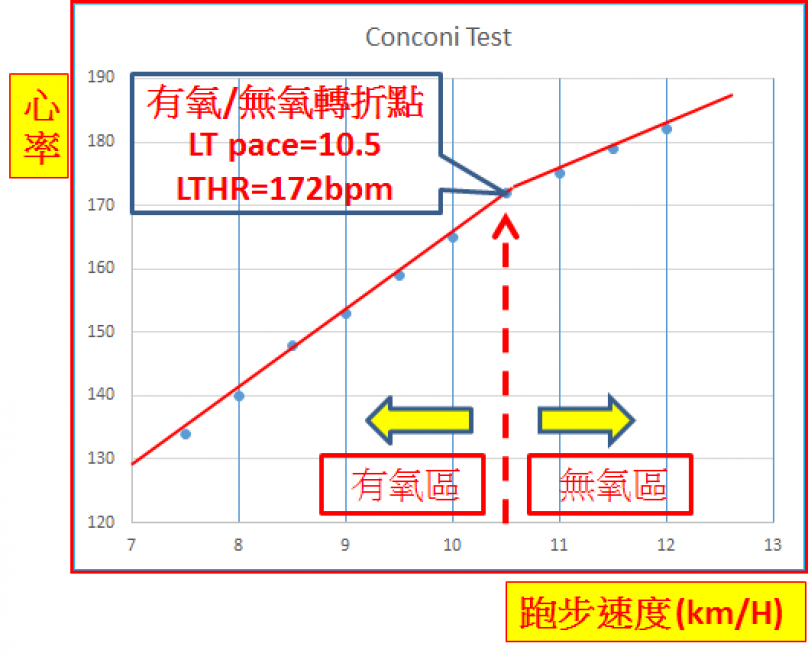 Conconi Test
心
率
190
180
170
160
150
140
130
120
有氧/無氧轉折點
LT pace=10.5
LTHR=172bpm
有氧區
無氧區
7 8 9 10 11 12 13
跑步速度(km/H)